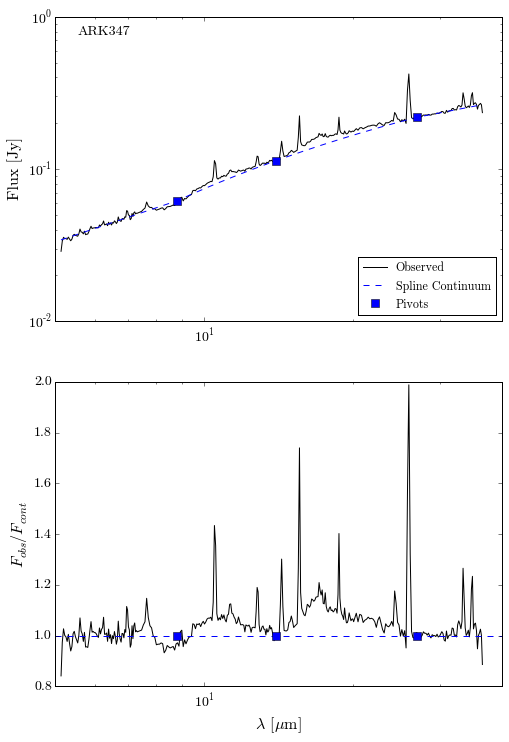 10^0
ARK347
Flux [Jy]
10^-1
Observed
Spline Continuum
Pivots
10^-2
10^1
2.0
1.8
1.6
F_obs/F_cont
1.4
1.2
1.0
0.8
10^1
λ [μm]